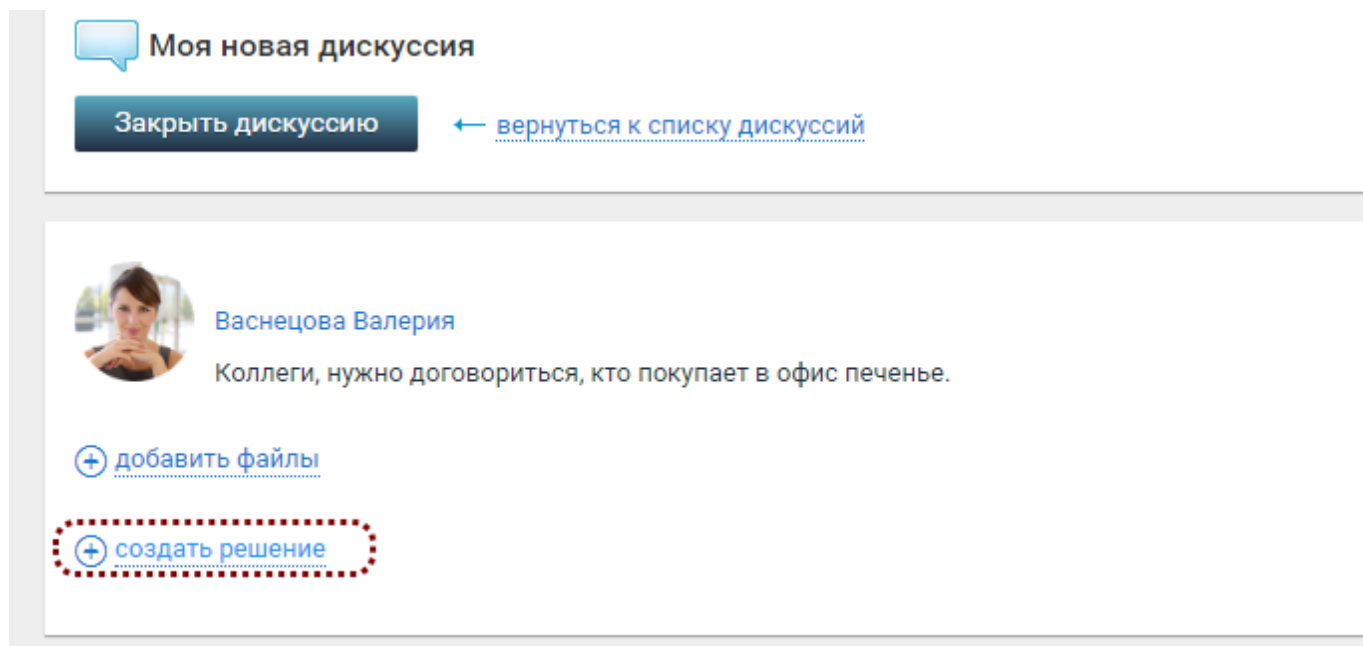 Моя новая дискуссия
Закрыть дискуссию ← вернуться к списку дискуссий
Васнецова Валерия
Коллеги, нужно договориться, кто покупает в офис печенье.
добавить файлы
создать решение